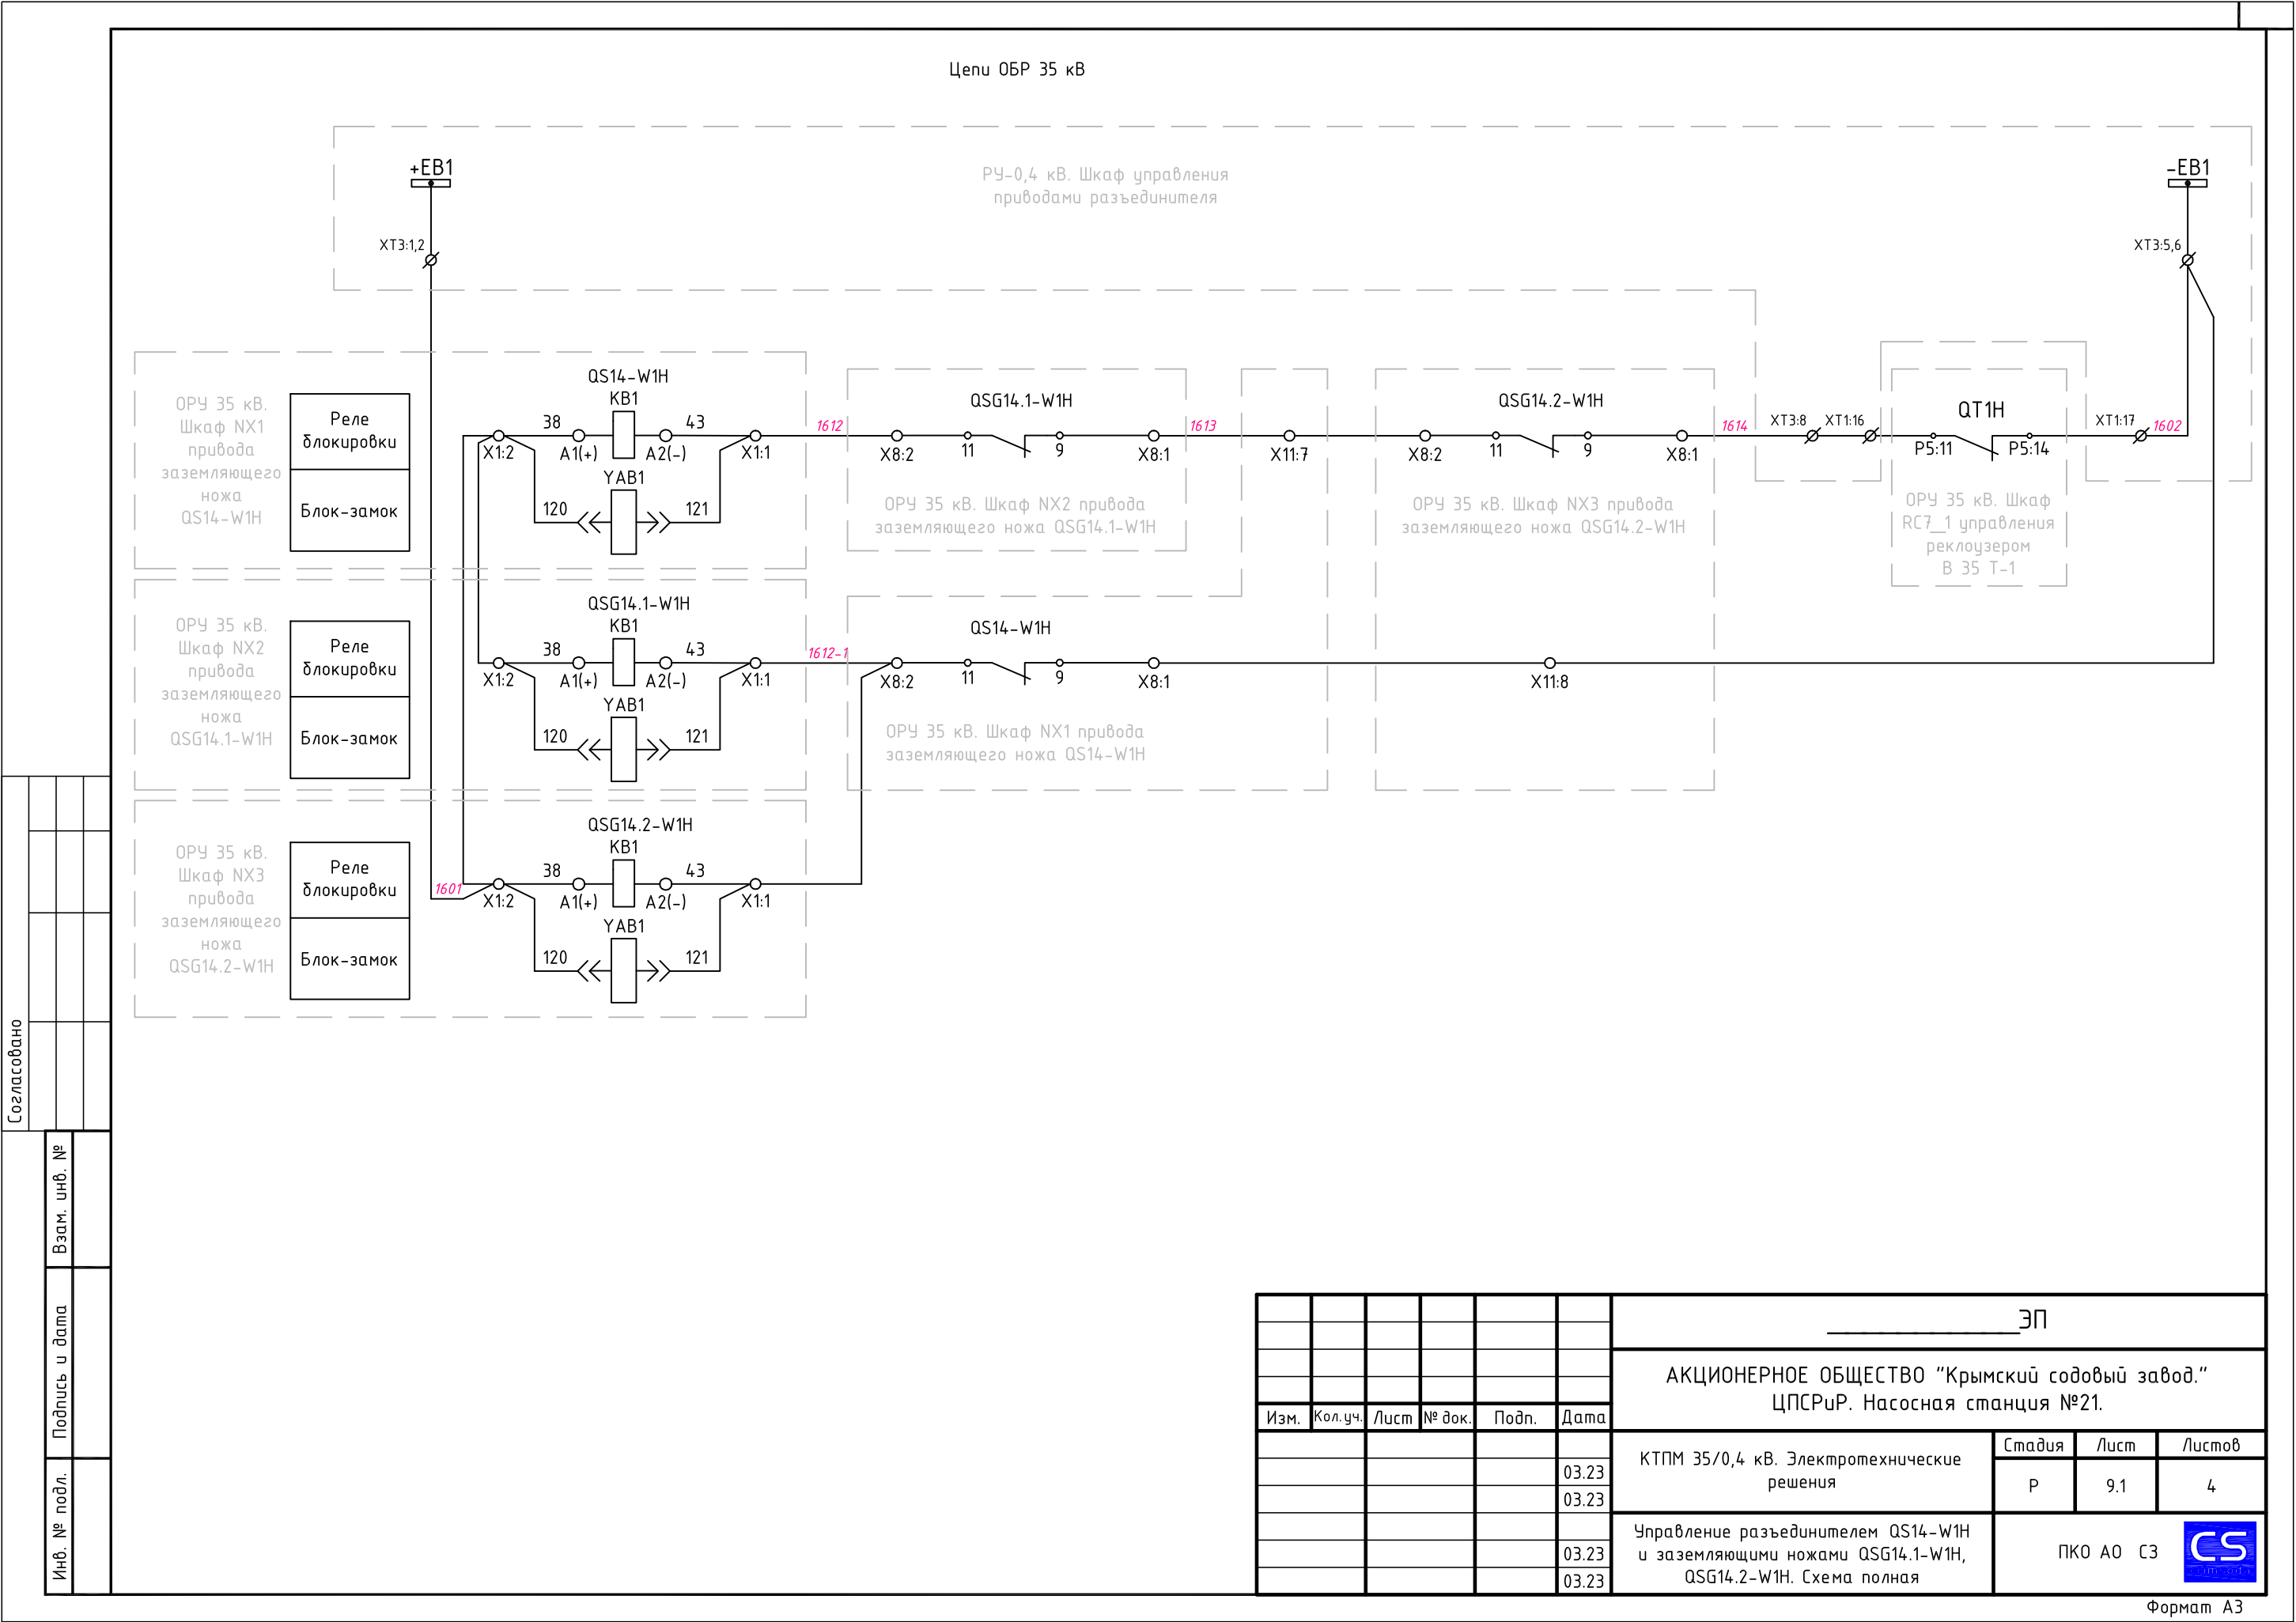 Цепи ОБР 35 кВ
+EB1
-EB1
РУ-0,4 кВ. Шкаф управления
приводами разъединителя
XT3:1,2
XT3:5,6
ОРУ 35 кВ.
Шкаф NX1
привода
заземляющего
ножа
QS14-W1H
Реле
блокировки
Блок-замок
QS14-W1H
KB1
38
43
X1:2
A1(+)
A2(-)
X1:1
YAB1
120
121
1612
QSG14.1-W1H
X8:2
11
9
X8:1
ОРУ 35 кВ. Шкаф NX2 привода
заземляющего ножа QSG14.1-W1H
1613
X11:7
QSG14.2-W1H
X8:2
11
9
X8:1
ОРУ 35 кВ. Шкаф NX3 привода
заземляющего ножа QSG14.2-W1H
1614
XT3:8
XT1:16
QT1H
P5:11
P5:14
ОРУ 35 кВ. Шкаф
RC7_1 управления
реклоузером
В 35 Т-1
XT1:17
1602
ОРУ 35 кВ.
Шкаф NX2
привода
заземляющего
ножа
QSG14.1-W1H
Реле
блокировки
Блок-замок
QSG14.1-W1H
KB1
38
43
X1:2
A1(+)
A2(-)
X1:1
YAB1
120
121
1612-1
QS14-W1H
X8:2
11
9
X8:1
X11:8
ОРУ 35 кВ. Шкаф NX1 привода
заземляющего ножа QS14-W1H
ОРУ 35 кВ.
Шкаф NX3
привода
заземляющего
ножа
QSG14.2-W1H
Реле
блокировки
Блок-замок
1601
QSG14.2-W1H
KB1
38
43
X1:2
A1(+)
A2(-)
X1:1
YAB1
120
121
Согласовано
Взам. инв. №
Подпись и дата
Инв. № подл.
Изм.
Кол.уч.
Лист
№ док.
Подп.
Дата
03.23
03.23
03.23
03.23
_______________ЭП
АКЦИОНЕРНОЕ ОБЩЕСТВО "Крымский содовый завод."
ЦПСРиР. Насосная станция №21.
КТПМ 35/0,4 кВ. Электротехнические
решения
Стадия
Лист
Листов
Р
9.1
4
Управление разъединителем QS14-W1H
и заземляющими ножами QSG14.1-W1H,
QSG14.2-W1H. Схема полная
ПКО АО СЗ
CS
Формат А3